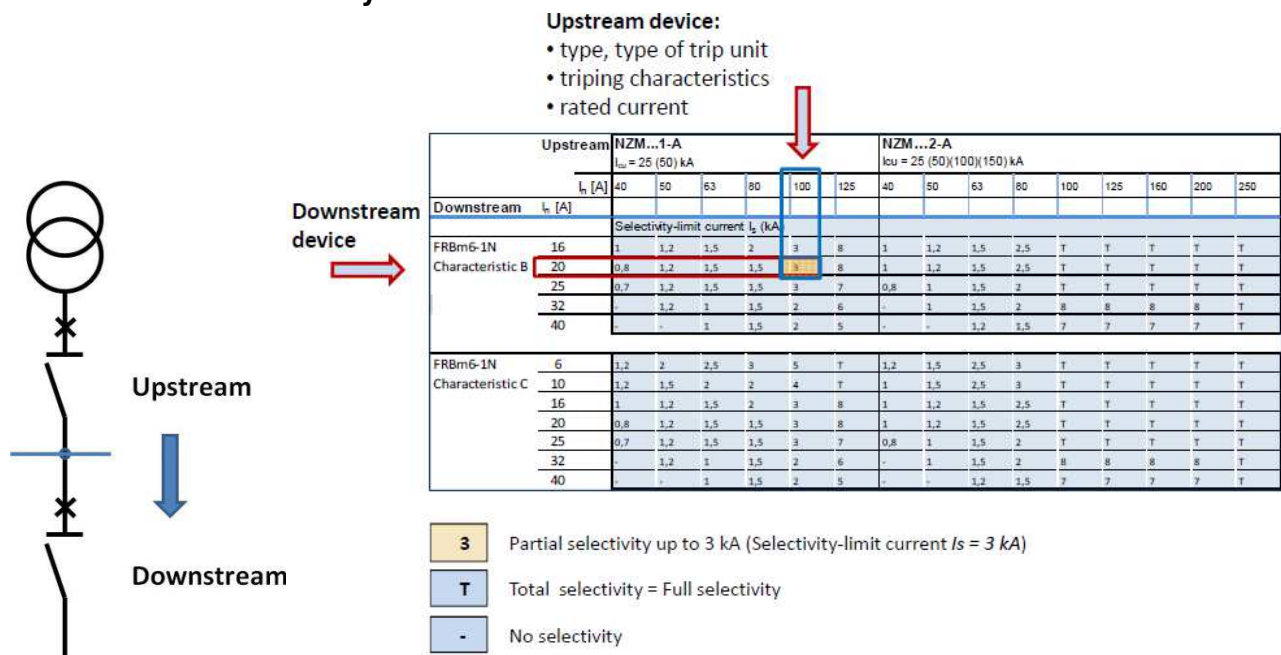 Upstream device:
• type, type of trip unit
• triping characteristics
• rated current
Downstream
device
Upstream NZM...1-A NZM...2-A
Icu = 25 (50) kA Icu = 25 (50)(100)(150) kA
In [A] 40 50 63 80 100 125 40 50 63 80 100 125 160 200 250
Downstream In [A]
Selectivity-limit current Is (kA)
FRBm6-1N 16 1 1,2 1,5 2 3 8 1 1,2 1,5 2,5 T T T T T
Characteristic B 20 0,8 1,2 1,5 1,5 3 8 1 1,2 1,5 2,5 T T T T T
25 0,7 1,2 1,5 1,5 3 7 0,8 1 1,5 2 T T T T T
32 - 1,2 1 1,5 2 6 - 1 1,5 2 8 8 8 8 T
40 - - 1 1,5 2 5 - - 1,2 1,5 7 7 7 7 T
FRBm6-1N 6 1,2 2 2,5 3 5 T 1,2 1,5 2,5 3 T T T T T
Characteristic C 10 1,2 1,5 2 2 4 T 1 1,5 2,5 3 T T T T T
16 1 1,2 1,5 2 3 8 1 1,2 1,5 2,5 T T T T T
20 0,8 1,2 1,5 1,5 3 8 1 1,2 1,5 2,5 T T T T T
25 0,7 1,2 1,5 1,5 3 7 0,8 1 1,5 2 T T T T T
32 - 1,2 1 1,5 2 6 - 1 1,5 2 8 8 8 8 T
40 - - 1 1,5 2 5 - - 1,2 1,5 7 7 7 7 T
Upstream
Downstream
3 Partial selectivity up to 3 kA (Selectivity-limit current Is = 3 kA)
T Total selectivity = Full selectivity
- No selectivity